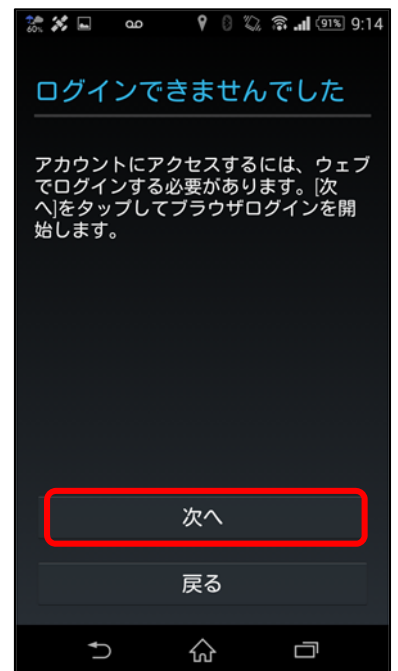 60%
91% 9:14
ログインできませんでした
アカウントにアクセスするには、ウェブ
でログインする必要があります。[次
へ]をタップしてブラウザログインを開
始します。
次へ
戻る